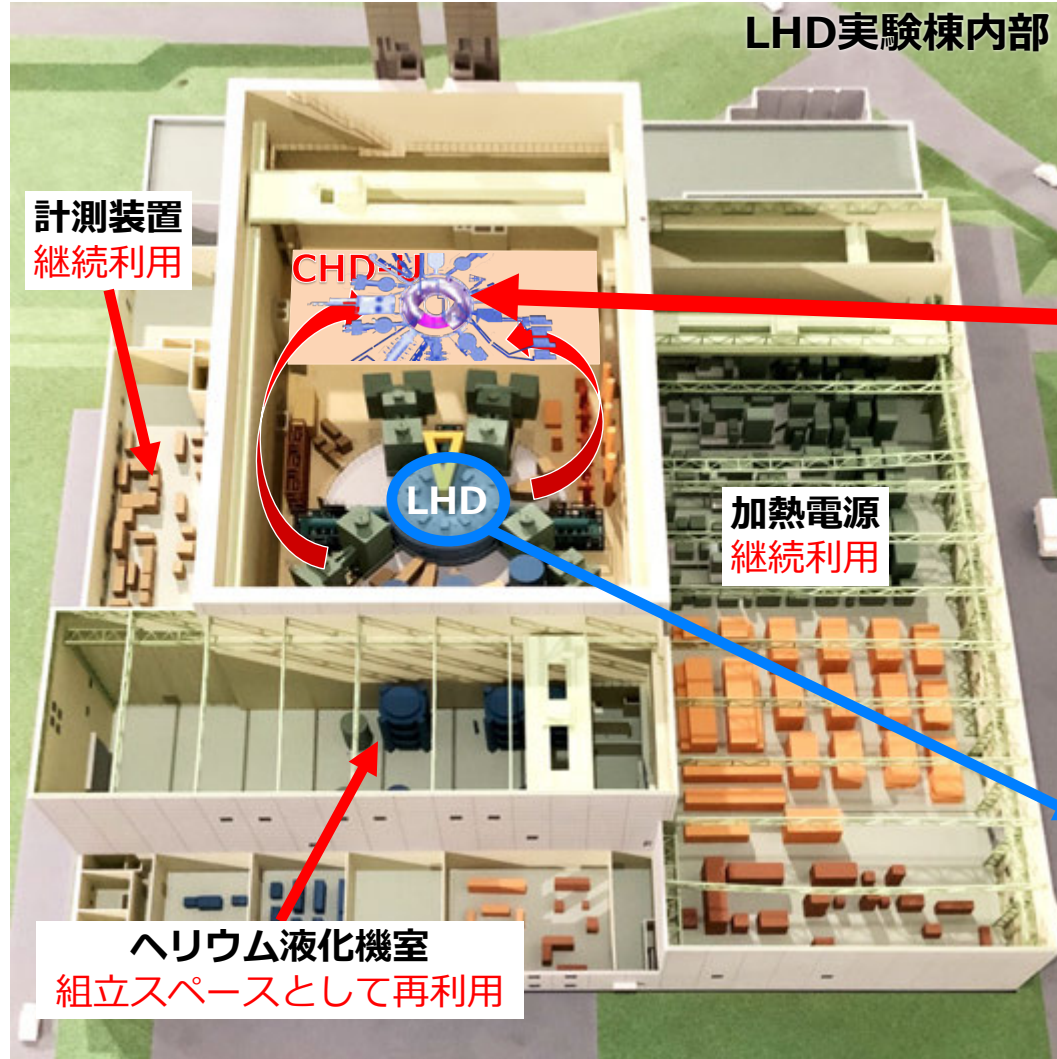 LHD実験棟内部
計測装置
継続利用
CHD-U
LHD
加熱電源
継続利用
ヘリウム液化機室
組立スペースとして再利用